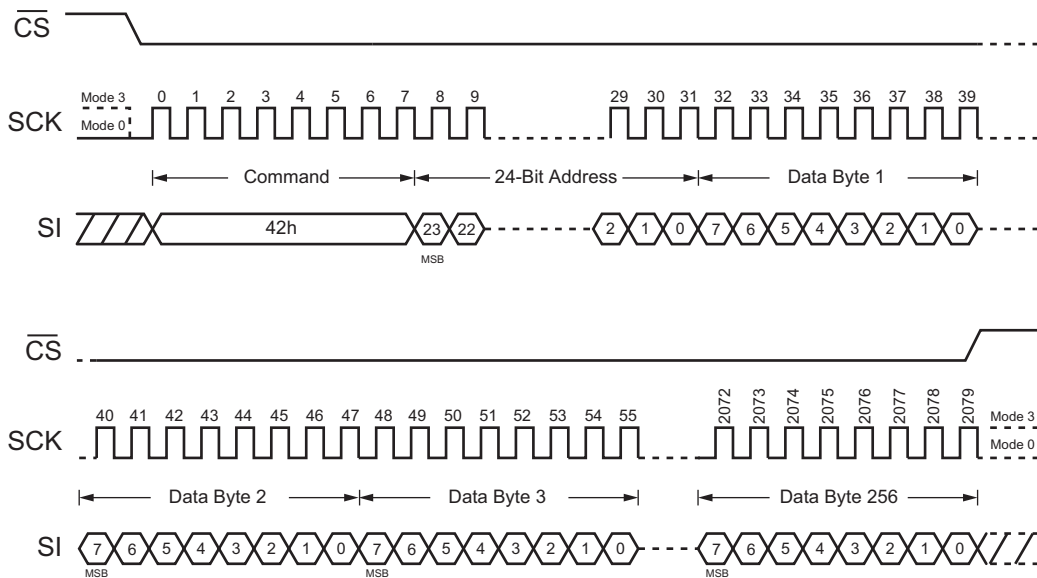 CS
Mode 3
0 1 2 3 4 5 6 7 8 9 29 30 31 32 33 34 35 36 37 38 39
SCK
Mode 0
Command 24-Bit Address Data Byte 1
SI 42h 23 22 2 1 0 7 6 5 4 3 2 1 0
MSB
CS
40 41 42 43 44 45 46 47 48 49 50 51 52 53 54 55 2072 2073 2074 2075 2076 2077 2078 2079
Mode 3
SCK
Mode 0
Data Byte 2 Data Byte 3 Data Byte 256
SI 7 6 5 4 3 2 1 0 7 6 5 4 3 2 1 0 7 6 5 4 3 2 1 0
MSB MSB MSB